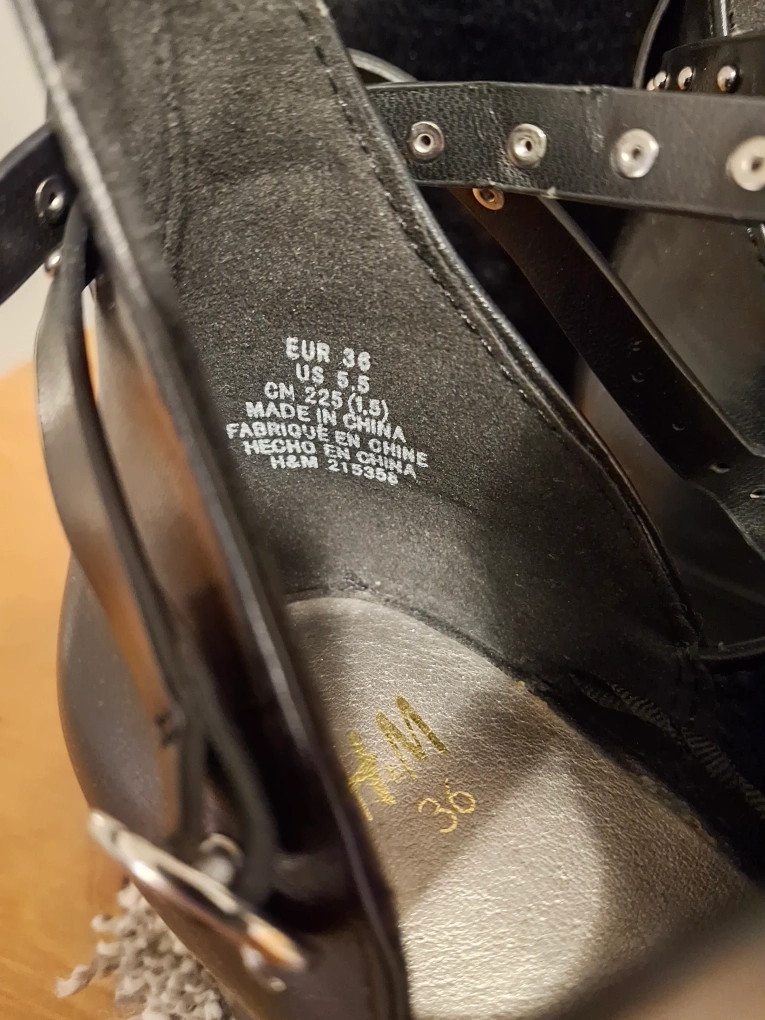 EUR 36
US 5.5
CN 225 (1.5)
MADE IN CHINA
FABRIQUÉ EN CHINE
HECHO EN CHINA
H&M 215358
H&M
36